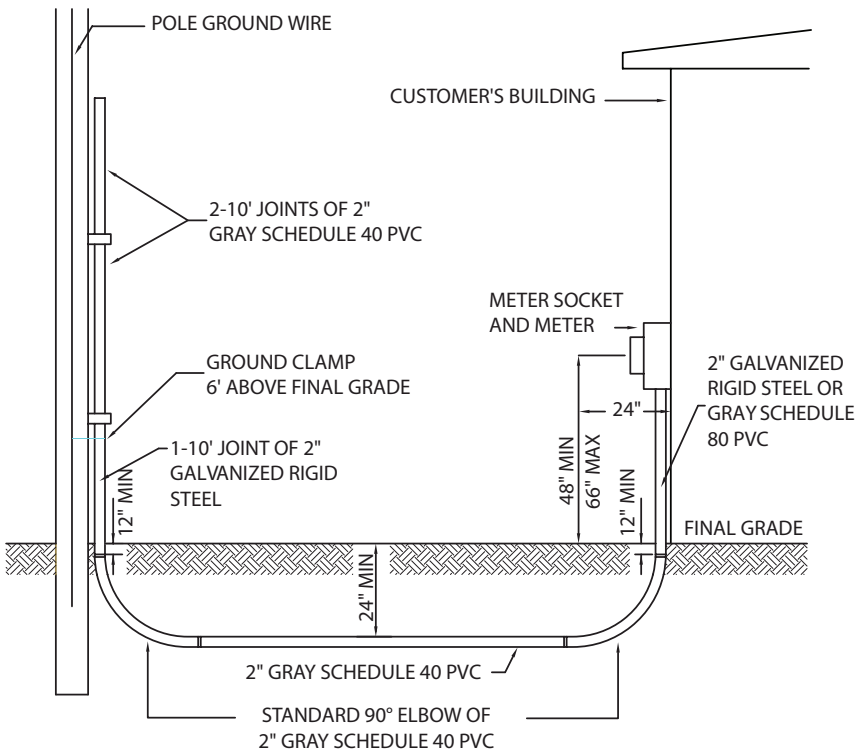 POLE GROUND WIRE
CUSTOMER'S BUILDING
2-10' JOINTS OF 2"
GRAY SCHEDULE 40 PVC
METER SOCKET
AND METER
GROUND CLAMP
6' ABOVE FINAL GRADE
2" GALVANIZED
RIGID STEEL OR
GRAY SCHEDULE
80 PVC
24"
1-10' JOINT OF 2"
GALVANIZED RIGID
STEEL
12" MIN
48" MIN
66" MAX
12" MIN
FINAL GRADE
24" MIN
2" GRAY SCHEDULE 40 PVC
STANDARD 90° ELBOW OF
2" GRAY SCHEDULE 40 PVC